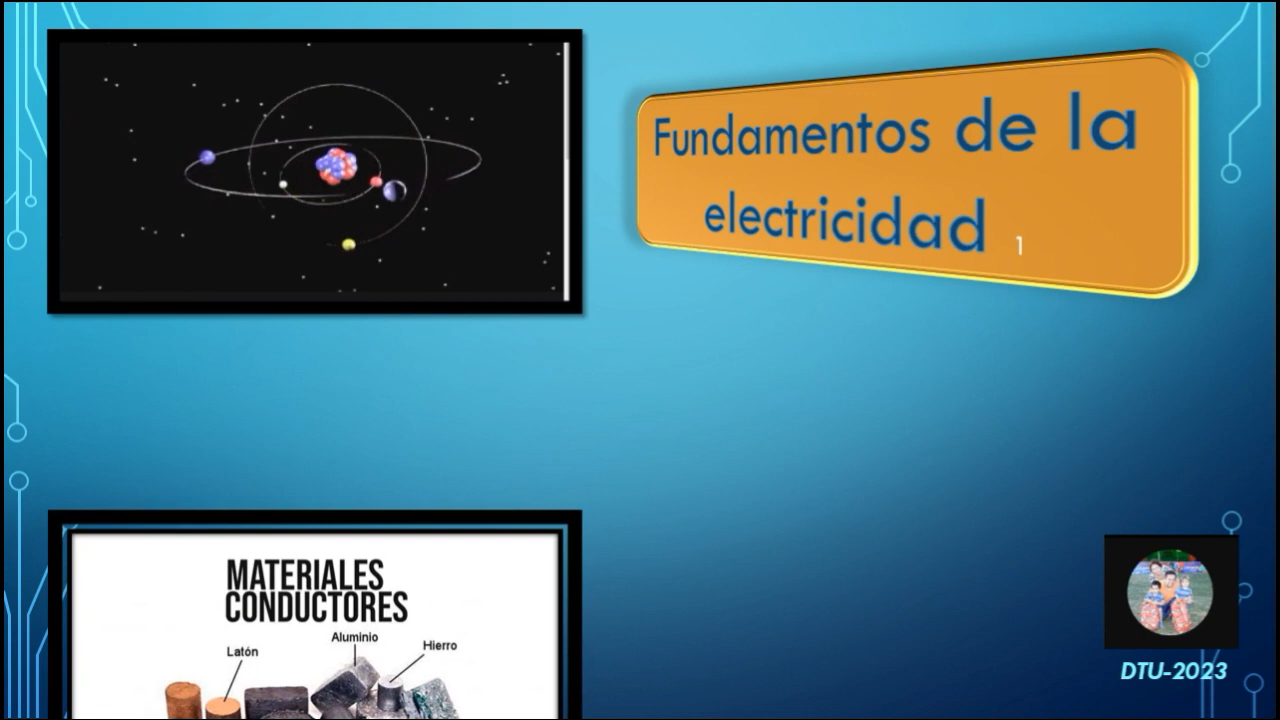 Fundamentos de la
electricidad 1
MATERIALES
CONDUCTORES
Aluminio
Hierro
Latón
DTU-2023